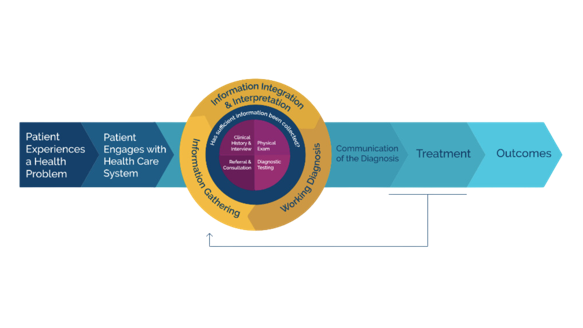 Patient
Experiences
a Health
Problem
Patient
Engages with
Health Care
System
Information Integration
& Interpretation
Has sufficient information been collected?
Information Gathering
Working Diagnosis
Clinical
History &
Interview
Physical
Exam
Referral &
Consultation
Diagnostic
Testing
Communication
of the Diagnosis
Treatment
Outcomes